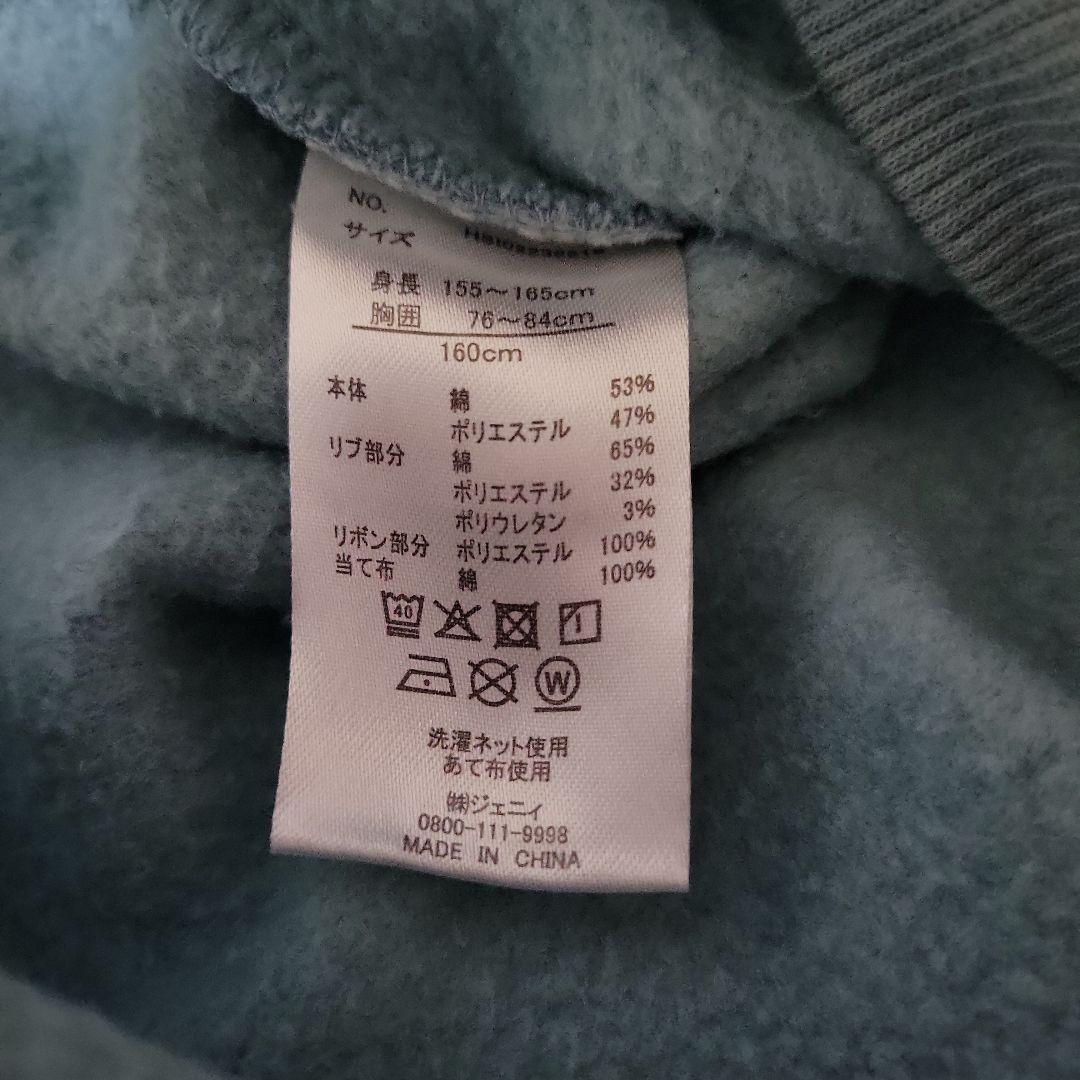 NO.
サイズ
身長 155～165cm
胸囲 76～84cm
160cm
本体 綿 53%
ポリエステル 47%
リブ部分 綿 65%
ポリエステル 32%
ポリウレタン 3%
リボン部分 ポリエステル 100%
当て布 綿 100%
40
W
洗濯ネット使用
あて布使用
㈱ジェニィ
0800-111-9998
MADE IN CHINA